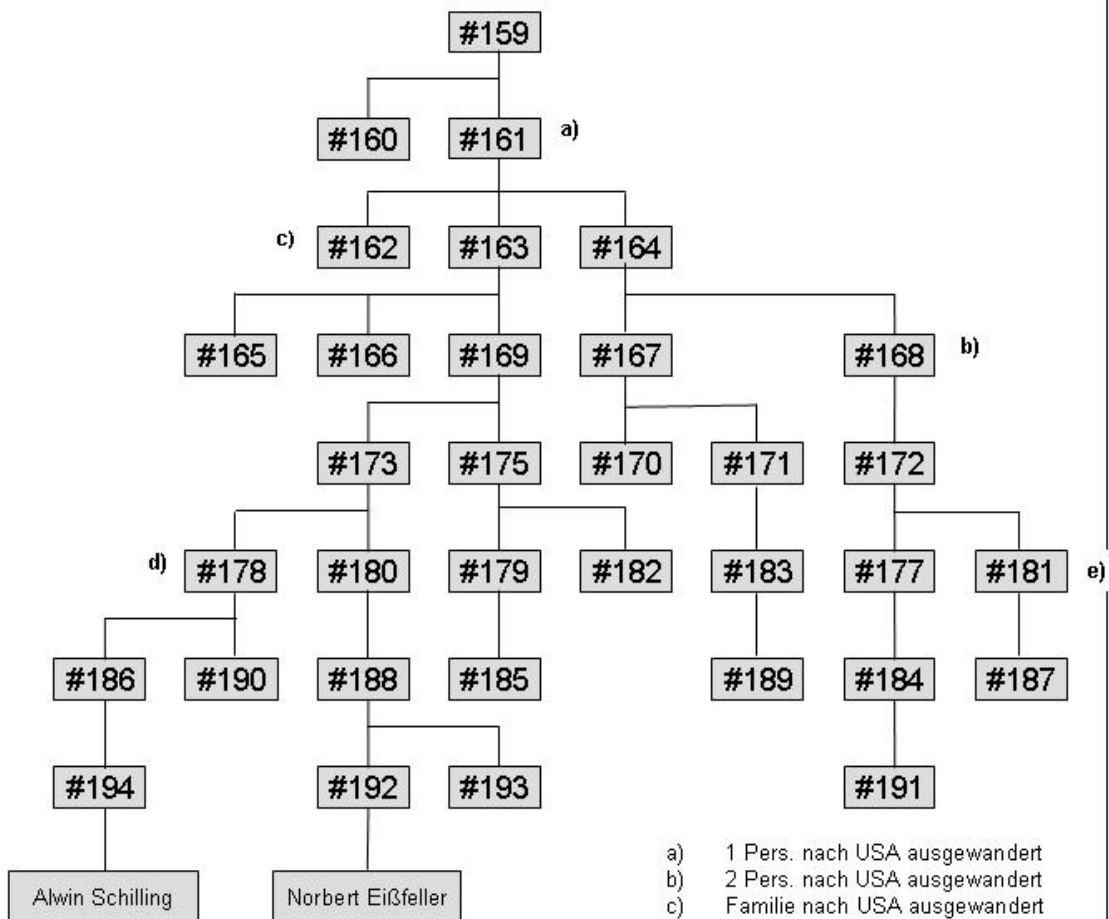 #159
#160 #161 a)
c) #162 #163 #164
#165 #166 #169 #167 #168 b)
#173 #175 #170 #171 #172
d) #178 #180 #179 #182 #183 #177 #181 e)
#186 #190 #188 #185 #189 #184 #187
#194 #192 #193 #191
Alwin Schilling Norbert Eißfeller
a) 1 Pers. nach USA ausgewandert
b) 2 Pers. nach USA ausgewandert
c) Familie nach USA ausgewandert